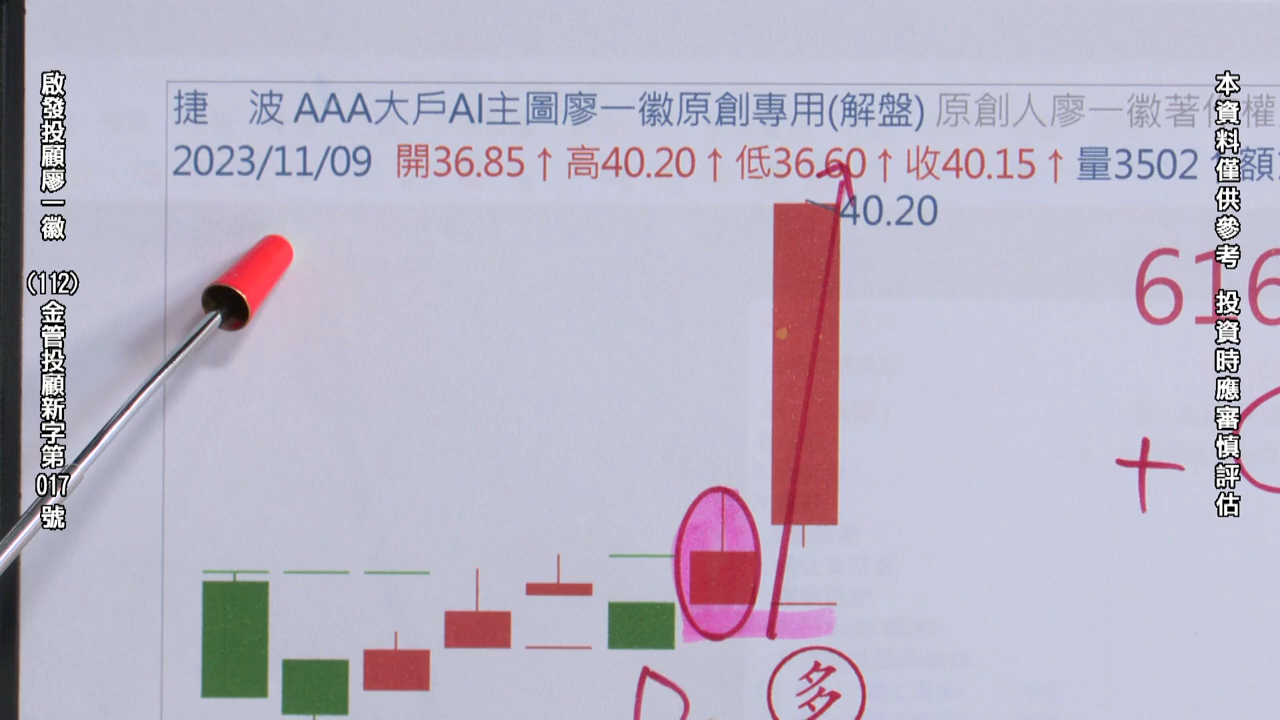 啟發投顧廖一徽
(112)金管投顧新字第017號
捷 波 AAA大戶AI主圖廖一徽原創專用(解盤) 原創人廖一徽著作權
2023/11/09 開36.85↑ 高40.20↑ 低36.60↑ 收40.15↑ 量3502 額
40.20
616
+
多
本資料僅供參考 投資時應審慎評估